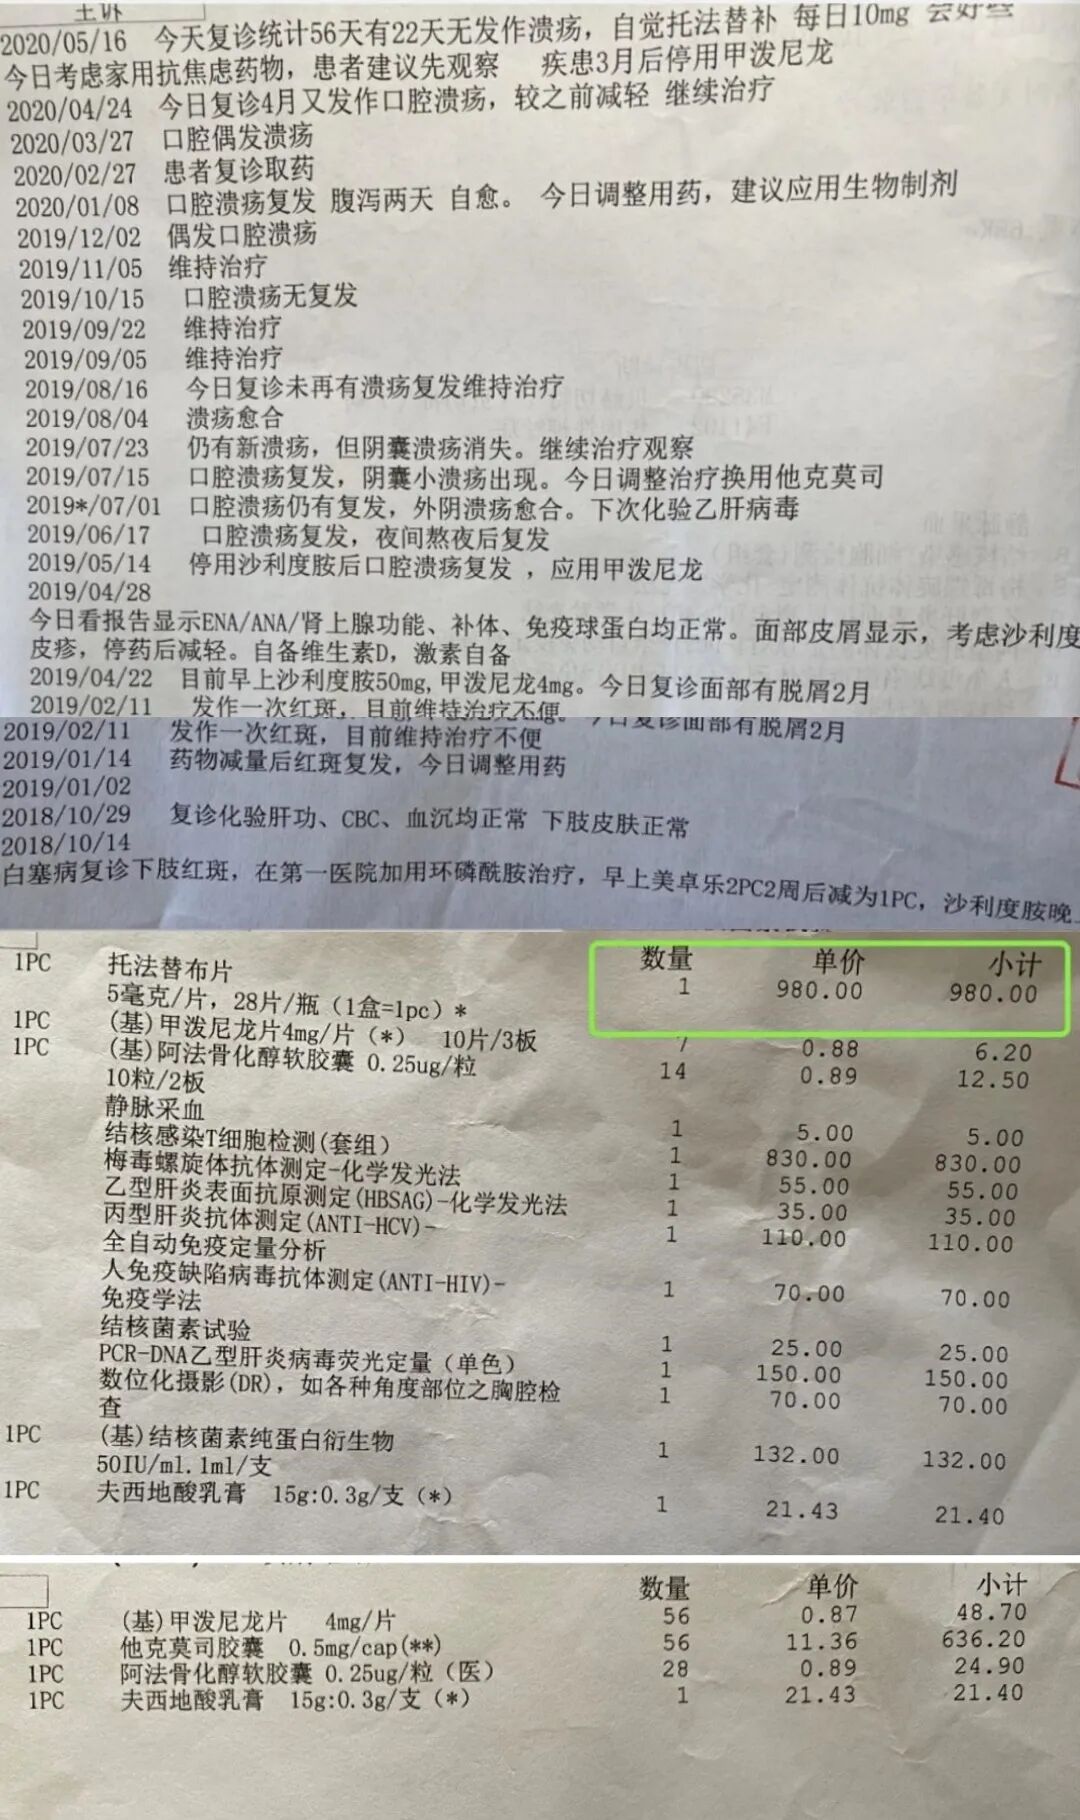 主诉
2020/05/16 今天复诊统计56天有22天无发作溃疡，自觉托法替补 每日10mg 会好些
今日考虑家用抗焦虑药物，患者建议先观察 疾患3月后停用甲泼尼龙
2020/04/24 今日复诊4月又发作口腔溃疡，较之前减轻 继续治疗
2020/03/27 口腔偶发溃疡
2020/02/27 患者复诊取药
2020/01/08 口腔溃疡复发 腹泻两天 自愈。 今日调整用药，建议应用生物制剂
2019/12/02 偶发口腔溃疡
2019/11/05 维持治疗
2019/10/15 口腔溃疡无复发
2019/09/22 维持治疗
2019/09/05 维持治疗
2019/08/16 今日复诊未再有溃疡复发维持治疗
2019/08/04 溃疡愈合
2019/07/23 仍有新溃疡，但阴囊溃疡消失。继续治疗观察
2019/07/15 口腔溃疡复发，阴囊小溃疡出现。今日调整治疗换用他克莫司
2019*/07/01 口腔溃疡仍有复发，外阴溃疡愈合。下次化验乙肝病毒
2019/06/17 口腔溃疡复发，夜间熬夜后复发
2019/05/14 停用沙利度胺后口腔溃疡复发 ，应用甲泼尼龙
2019/04/28
今日看报告显示ENA/ANA/肾上腺功能、补体、免疫球蛋白均正常。面部皮屑显示，考虑沙利度
皮疹，停药后减轻。自备维生素D，激素自备
2019/04/22 目前早上沙利度胺50mg,甲泼尼龙4mg。今日复诊面部有脱屑2月
2019/02/11 发作一次红斑，目前维持治疗不便。
今日复诊面部有脱屑2月
2019/02/11 发作一次红斑，目前维持治疗不便
2019/01/14 药物减量后红斑复发，今日调整用药
2019/01/02
2018/10/29 复诊化验肝功、CBC、血沉均正常 下肢皮肤正常
2018/10/14
白塞病复诊下肢红斑，在第一医院加用环磷酰胺治疗，早上美卓乐2PC2周后减为1PC，沙利度胺晚上
数量 单价 小计
1PC 托法替布片 1 980.00 980.00
5毫克/片，28片/瓶（1盒=1pc）*
1PC (基)甲泼尼龙片4mg/片（*） 10片/3板 7 0.88 6.20
1PC (基)阿法骨化醇软胶囊 0.25ug/粒 14 0.89 12.50
10粒/2板
静脉采血 1 5.00 5.00
结核感染T细胞检测(套组) 1 830.00 830.00
梅毒螺旋体抗体测定-化学发光法 1 55.00 55.00
乙型肝炎表面抗原测定(HBSAG)-化学发光法 1 35.00 35.00
丙型肝炎抗体测定(ANTI-HCV)- 1 110.00 110.00
全自动免疫定量分析
人免疫缺陷病毒抗体测定(ANTI-HIV)- 1 70.00 70.00
免疫学法
结核菌素试验 1 25.00 25.00
PCR-DNA乙型肝炎病毒荧光定量（单色） 1 150.00 150.00
数位化摄影(DR)，如各种角度部位之胸腔检 1 70.00 70.00
查
1PC (基)结核菌素纯蛋白衍生物 1 132.00 132.00
50IU/ml.1ml/支
1PC 夫西地酸乳膏 15g:0.3g/支（*） 1 21.43 21.40
数量 单价 小计
1PC (基)甲泼尼龙片 4mg/片 56 0.87 48.70
1PC 他克莫司胶囊 0.5mg/cap(**) 56 11.36 636.20
1PC 阿法骨化醇软胶囊 0.25ug/粒（医） 28 0.89 24.90
1PC 夫西地酸乳膏 15g:0.3g/支（*） 1 21.43 21.40